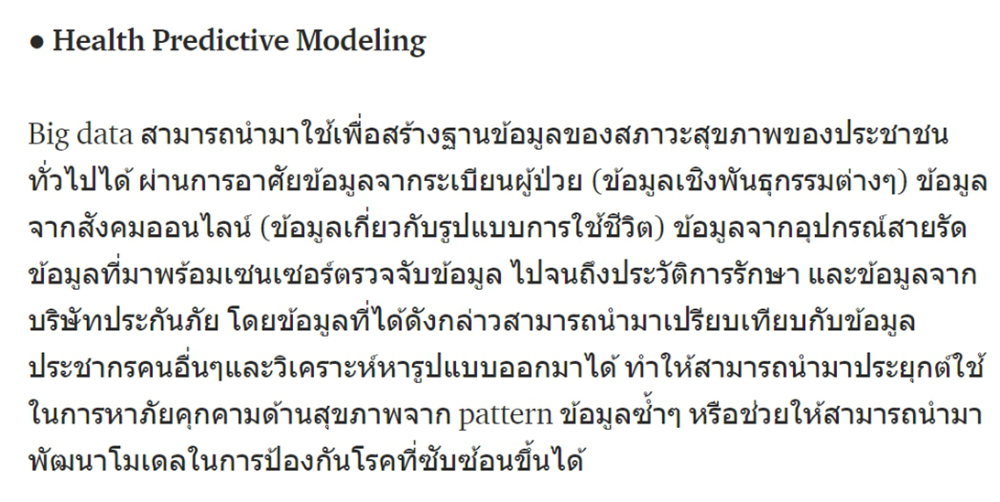 ● Health Predictive Modeling
Big data สามารถนำมาใช้เพื่อสร้างฐานข้อมูลของสภาวะสุขภาพของประชาชน
ทั่วไปได้ ผ่านการอาศัยข้อมูลจากระเบียนผู้ป่วย (ข้อมูลเชิงพันธุกรรมต่างๆ) ข้อมูล
จากสังคมออนไลน์ (ข้อมูลเกี่ยวกับรูปแบบการใช้ชีวิต) ข้อมูลจากอุปกรณ์สายรัด
ข้อมูลที่มาพร้อมเซนเซอร์ตรวจจับข้อมูล ไปจนถึงประวัติการรักษา และข้อมูลจาก
บริษัทประกันภัย โดยข้อมูลที่ได้ดังกล่าวสามารถนำมาเปรียบเทียบกับข้อมูล
ประชากรคนอื่นๆและวิเคราะห์หารูปแบบออกมาได้ ทำให้สามารถนำมาประยุกต์ใช้
ในการหาภัยคุกคามด้านสุขภาพจาก pattern ข้อมูลซ้ำๆ หรือช่วยให้สามารถนำมา
พัฒนาโมเดลในการป้องกันโรคที่ซับซ้อนขึ้นได้